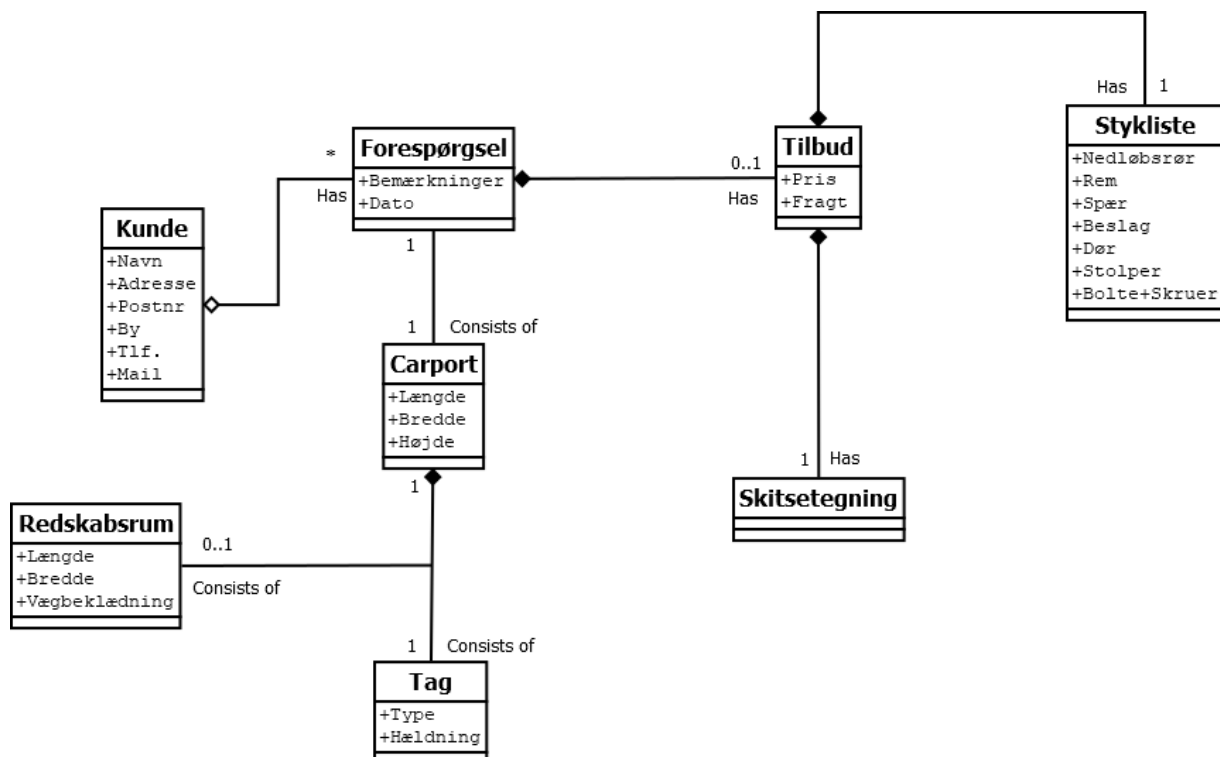 Has 1
Stykliste
+Nedløbsrør
+Rem
+Spær
+Beslag
+Dør
+Stolper
+Bolte+Skruer
Tilbud
+Pris
+Fragt
0..1
Has
Forespørgsel
+Bemærkninger
+Dato
*
Has
Kunde
+Navn
+Adresse
+Postnr
+By
+Tlf.
+Mail
1
1 Consists of
Carport
+Længde
+Bredde
+Højde
1
1 Has
Skitsetegning
Redskabsrum
+Længde
+Bredde
+Vægbeklædning
0..1
Consists of
1 Consists of
Tag
+Type
+Hældning